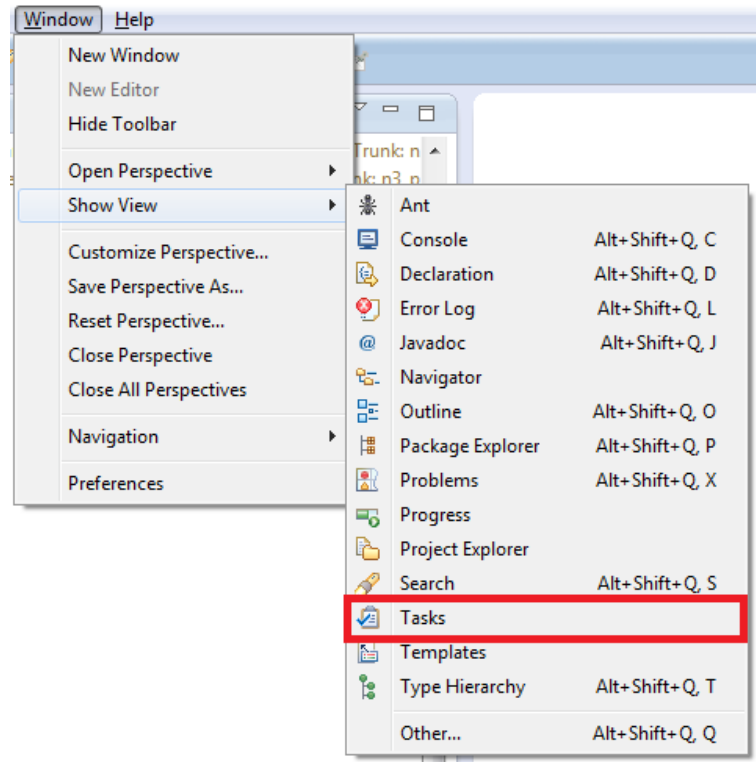 Window Help
New Window
New Editor
Hide Toolbar
Trunk: n
Open Perspective
nk: n3_p
Show View
Customize Perspective...
Save Perspective As...
Reset Perspective...
Close Perspective
Close All Perspectives
Navigation
Preferences
Ant
Console Alt+Shift+Q, C
Declaration Alt+Shift+Q, D
Error Log Alt+Shift+Q, L
Javadoc Alt+Shift+Q, J
Navigator
Outline Alt+Shift+Q, O
Package Explorer Alt+Shift+Q, P
Problems Alt+Shift+Q, X
Progress
Project Explorer
Search Alt+Shift+Q, S
Tasks
Templates
Type Hierarchy Alt+Shift+Q, T
Other... Alt+Shift+Q, Q